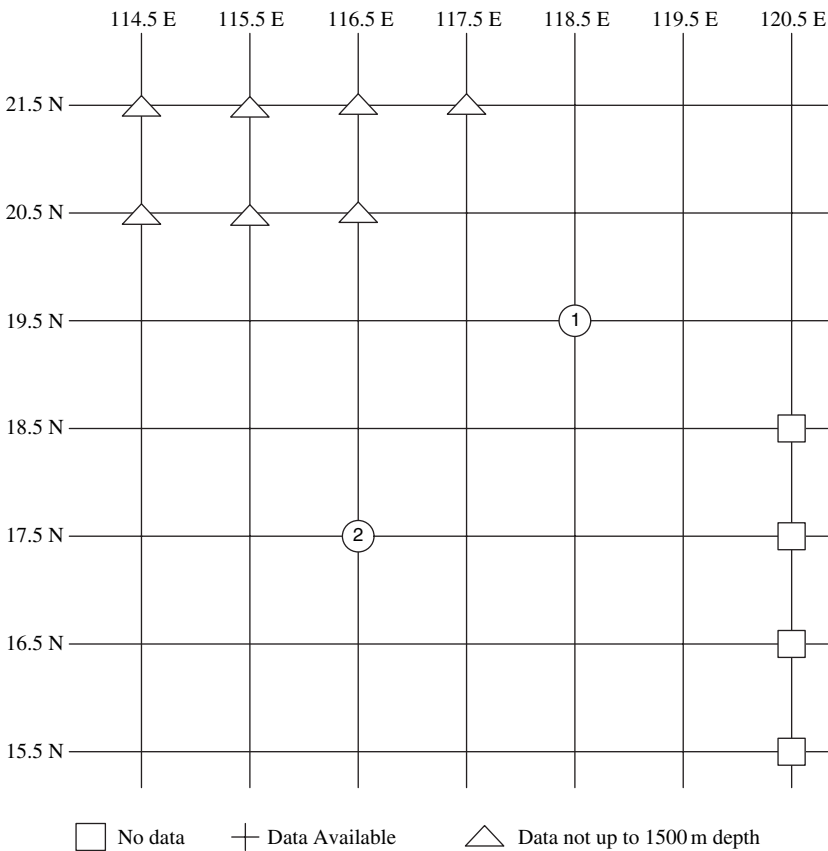 114.5 E 115.5 E 116.5 E 117.5 E 118.5 E 119.5 E 120.5 E
21.5 N
20.5 N
19.5 N
1
18.5 N
17.5 N
2
16.5 N
15.5 N
No data Data Available Data not up to 1500 m depth